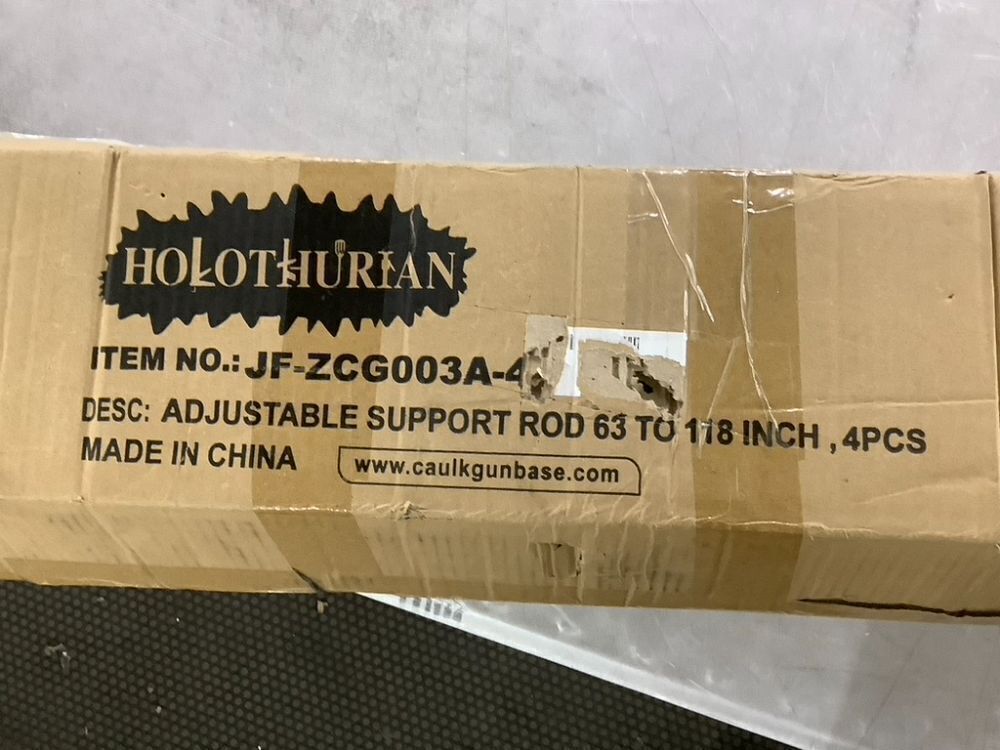 HOLOTHURIAN
ITEM NO.: JF-ZCG003A-4
DESC: ADJUSTABLE SUPPORT ROD 63 TO 118 INCH , 4PCS
MADE IN CHINA
www.caulkgunbase.com